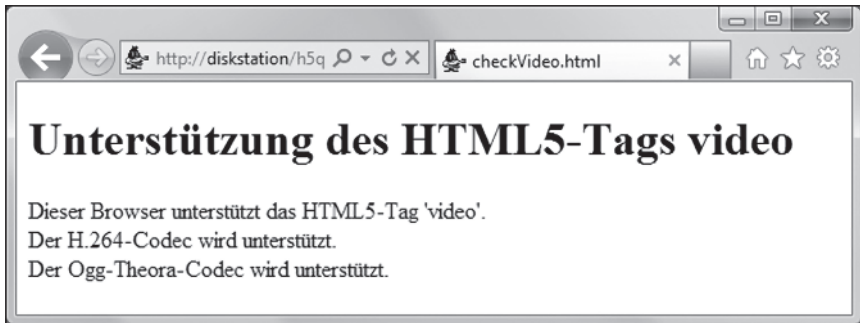 http://diskstation/h5q
checkVideo.html
Unterstützung des HTML5-Tags video
Dieser Browser unterstützt das HTML5-Tag 'video'.
Der H.264-Codec wird unterstützt.
Der Ogg-Theora-Codec wird unterstützt.